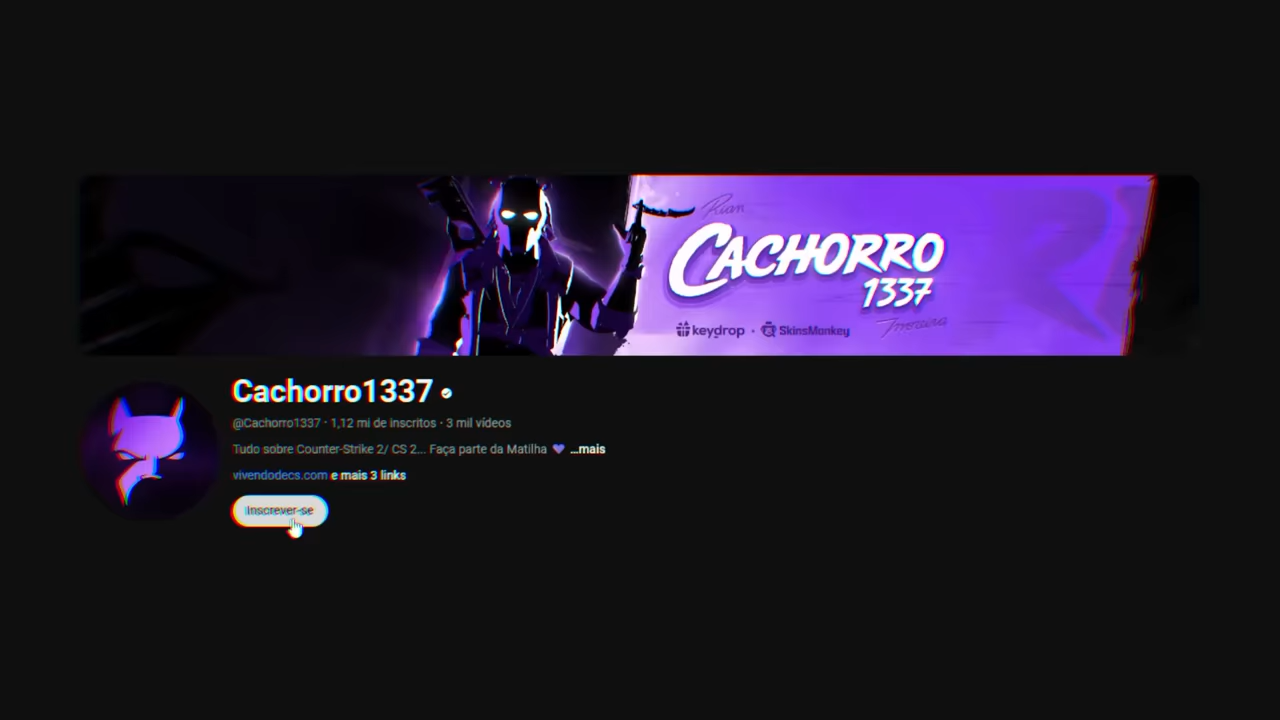 Rian
CACHORRO
1337
keydrop · SkinsMonkey
Cachorro1337
@Cachorro1337 · 1,12 mi de inscritos · 3 mil vídeos
Tudo sobre Counter-Strike 2/ CS 2... Faça parte da Matilha 💜 ...mais
vivendodecs.com e mais 3 links
Inscrever-se